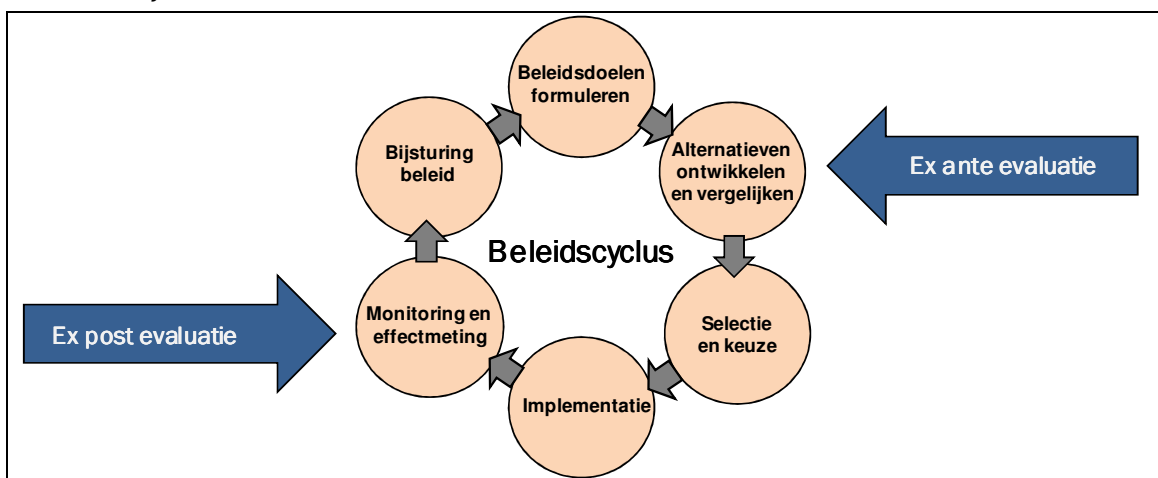 Beleidsdoelen
formuleren
Alternatieven
ontwikkelen
en vergelijken
Ex ante evaluatie
Selectie
en keuze
Implementatie
Monitoring en
effectmeting
Ex post evaluatie
Bijsturing
beleid
Beleidscyclus